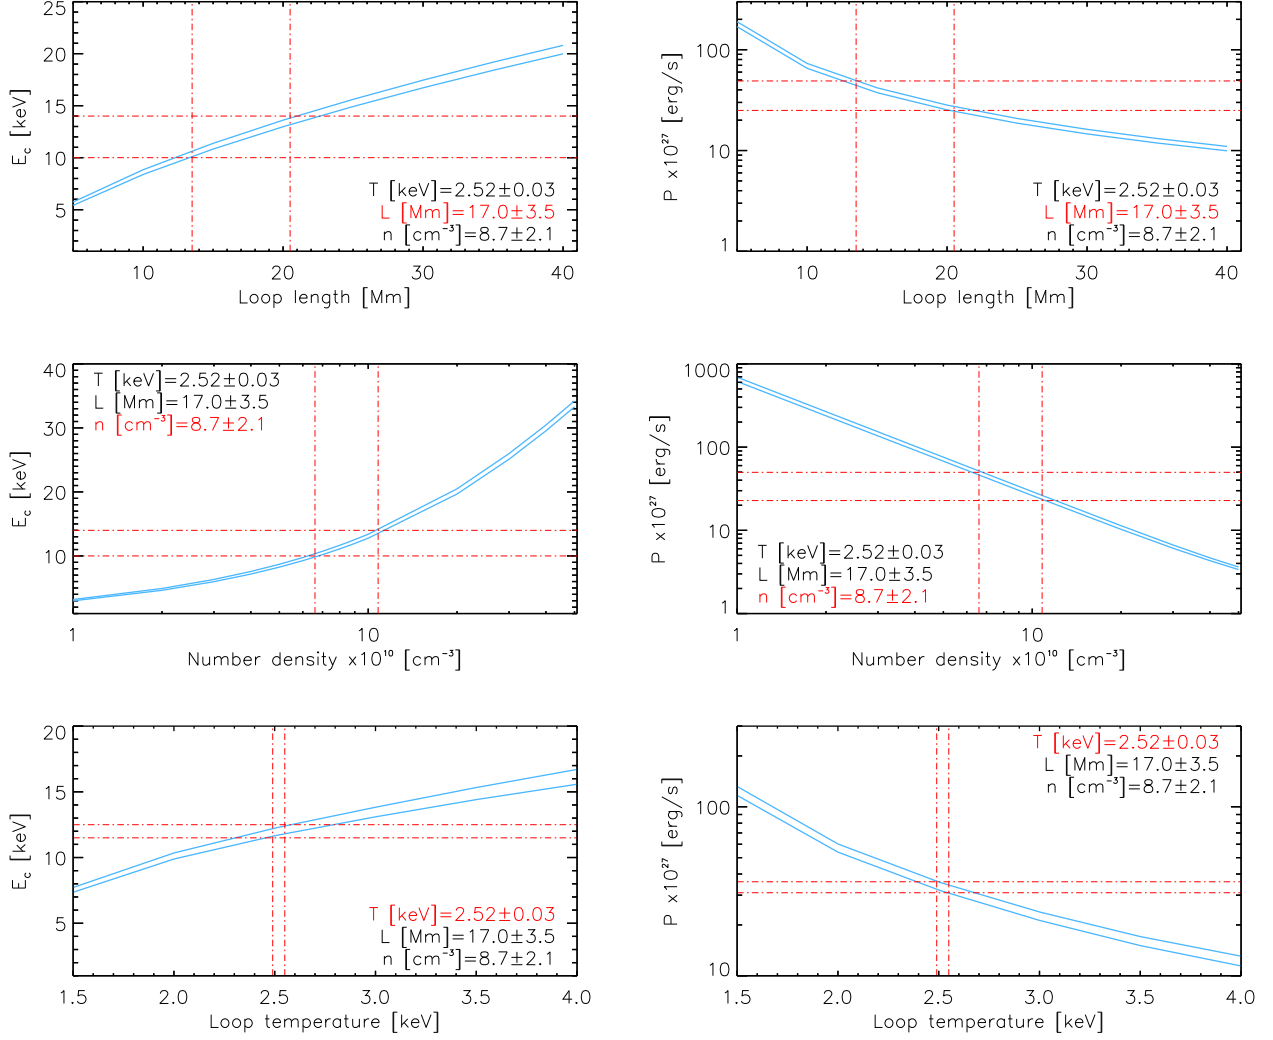 25
20
15
10
5
E_c [keV]
T [keV]=2.52±0.03
L [Mm]=17.0±3.5
n [cm⁻³]=8.7±2.1
10 20 30 40
Loop length [Mm]
100
10
1
P x10²⁷ [erg/s]
T [keV]=2.52±0.03
L [Mm]=17.0±3.5
n [cm⁻³]=8.7±2.1
10 20 30 40
Loop length [Mm]
40
30
20
10
E_c [keV]
T [keV]=2.52±0.03
L [Mm]=17.0±3.5
n [cm⁻³]=8.7±2.1
1 10
Number density x10¹⁰ [cm⁻³]
1000
100
10
1
P x10²⁷ [erg/s]
T [keV]=2.52±0.03
L [Mm]=17.0±3.5
n [cm⁻³]=8.7±2.1
1 10
Number density x10¹⁰ [cm⁻³]
20
15
10
5
E_c [keV]
T [keV]=2.52±0.03
L [Mm]=17.0±3.5
n [cm⁻³]=8.7±2.1
1.5 2.0 2.5 3.0 3.5 4.0
Loop temperature [keV]
100
10
P x10²⁷ [erg/s]
T [keV]=2.52±0.03
L [Mm]=17.0±3.5
n [cm⁻³]=8.7±2.1
1.5 2.0 2.5 3.0 3.5 4.0
Loop temperature [keV]